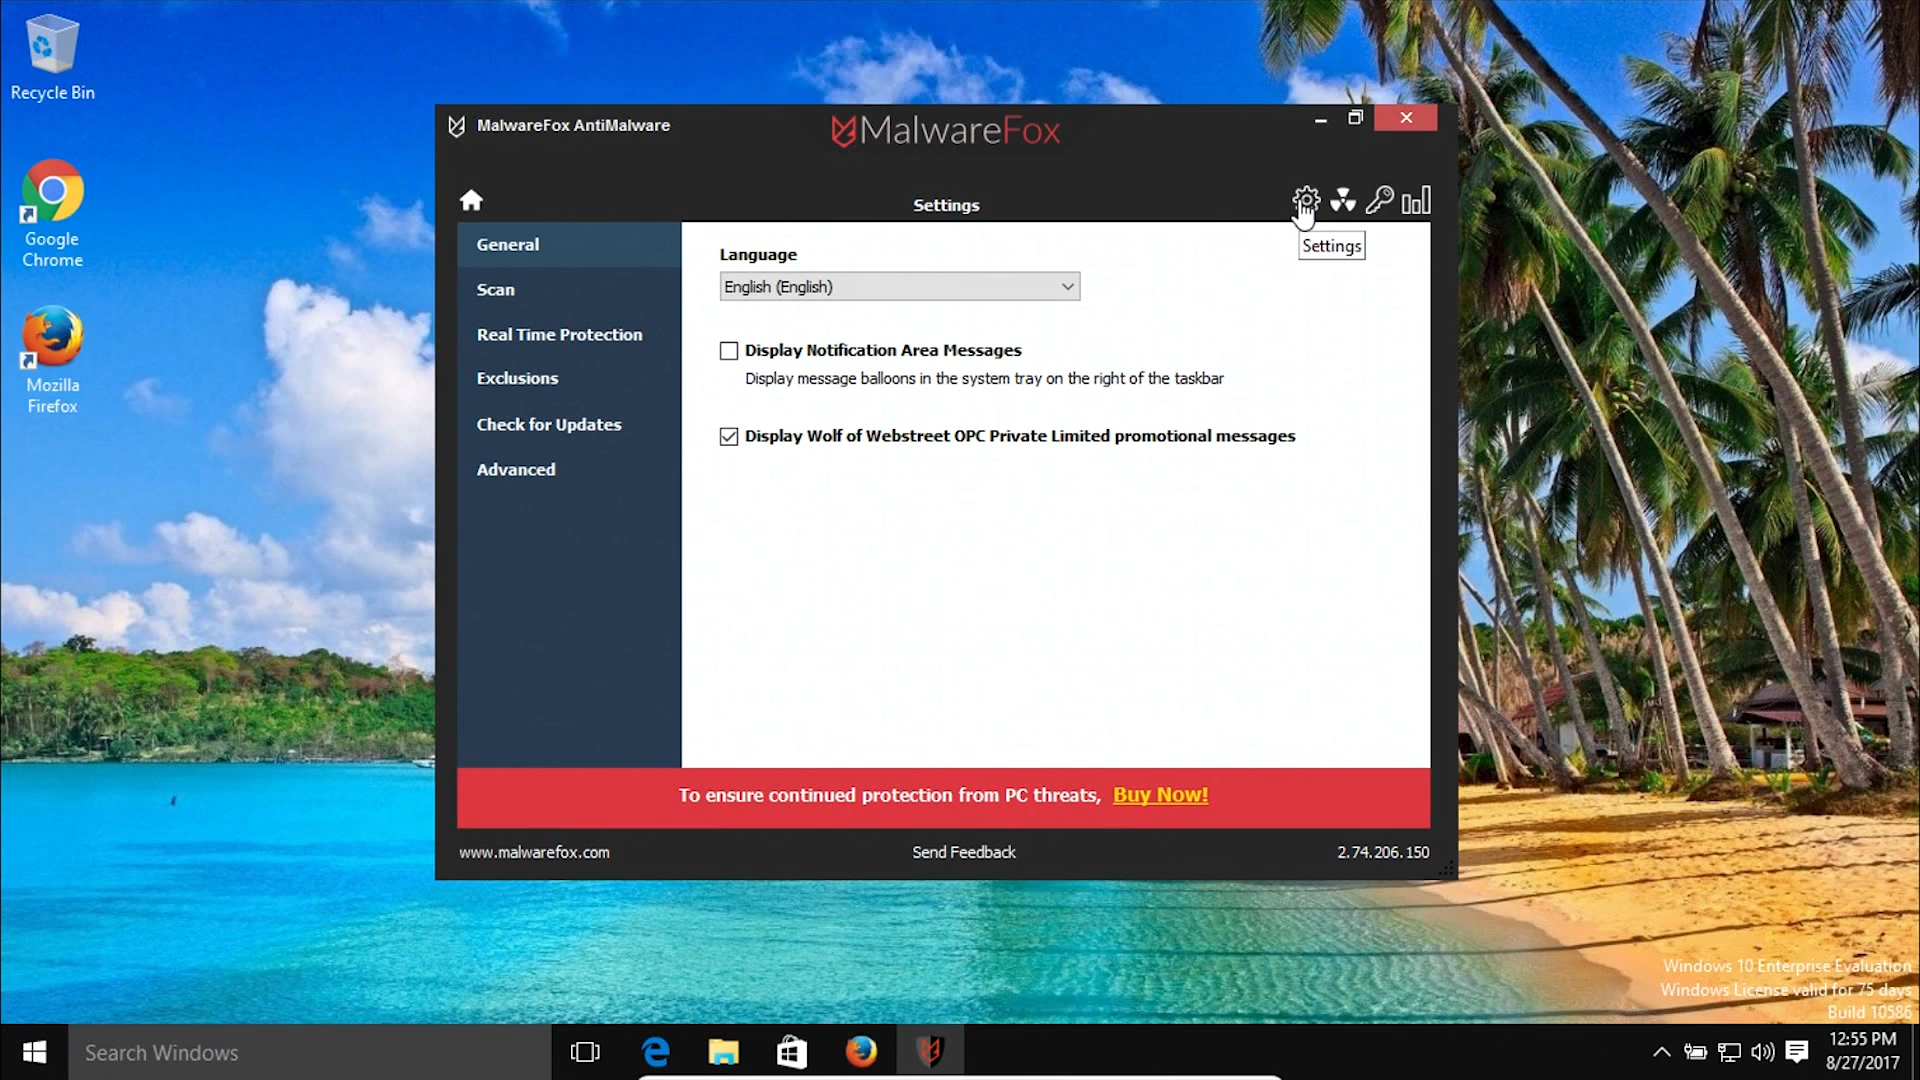 Recycle Bin
Google
Chrome
Mozilla
Firefox
MalwareFox AntiMalware
MalwareFox
Settings
Settings
General
Scan
Real Time Protection
Exclusions
Check for Updates
Advanced
Language
English (English)
Display Notification Area Messages
Display message balloons in the system tray on the right of the taskbar
Display Wolf of Webstreet OPC Private Limited promotional messages
To ensure continued protection from PC threats, Buy Now!
www.malwarefox.com
Send Feedback
2.74.206.150
Windows 10 Enterprise Evaluation
Windows License valid for 75 days
Build 10586
Search Windows
12:55 PM
8/27/2017